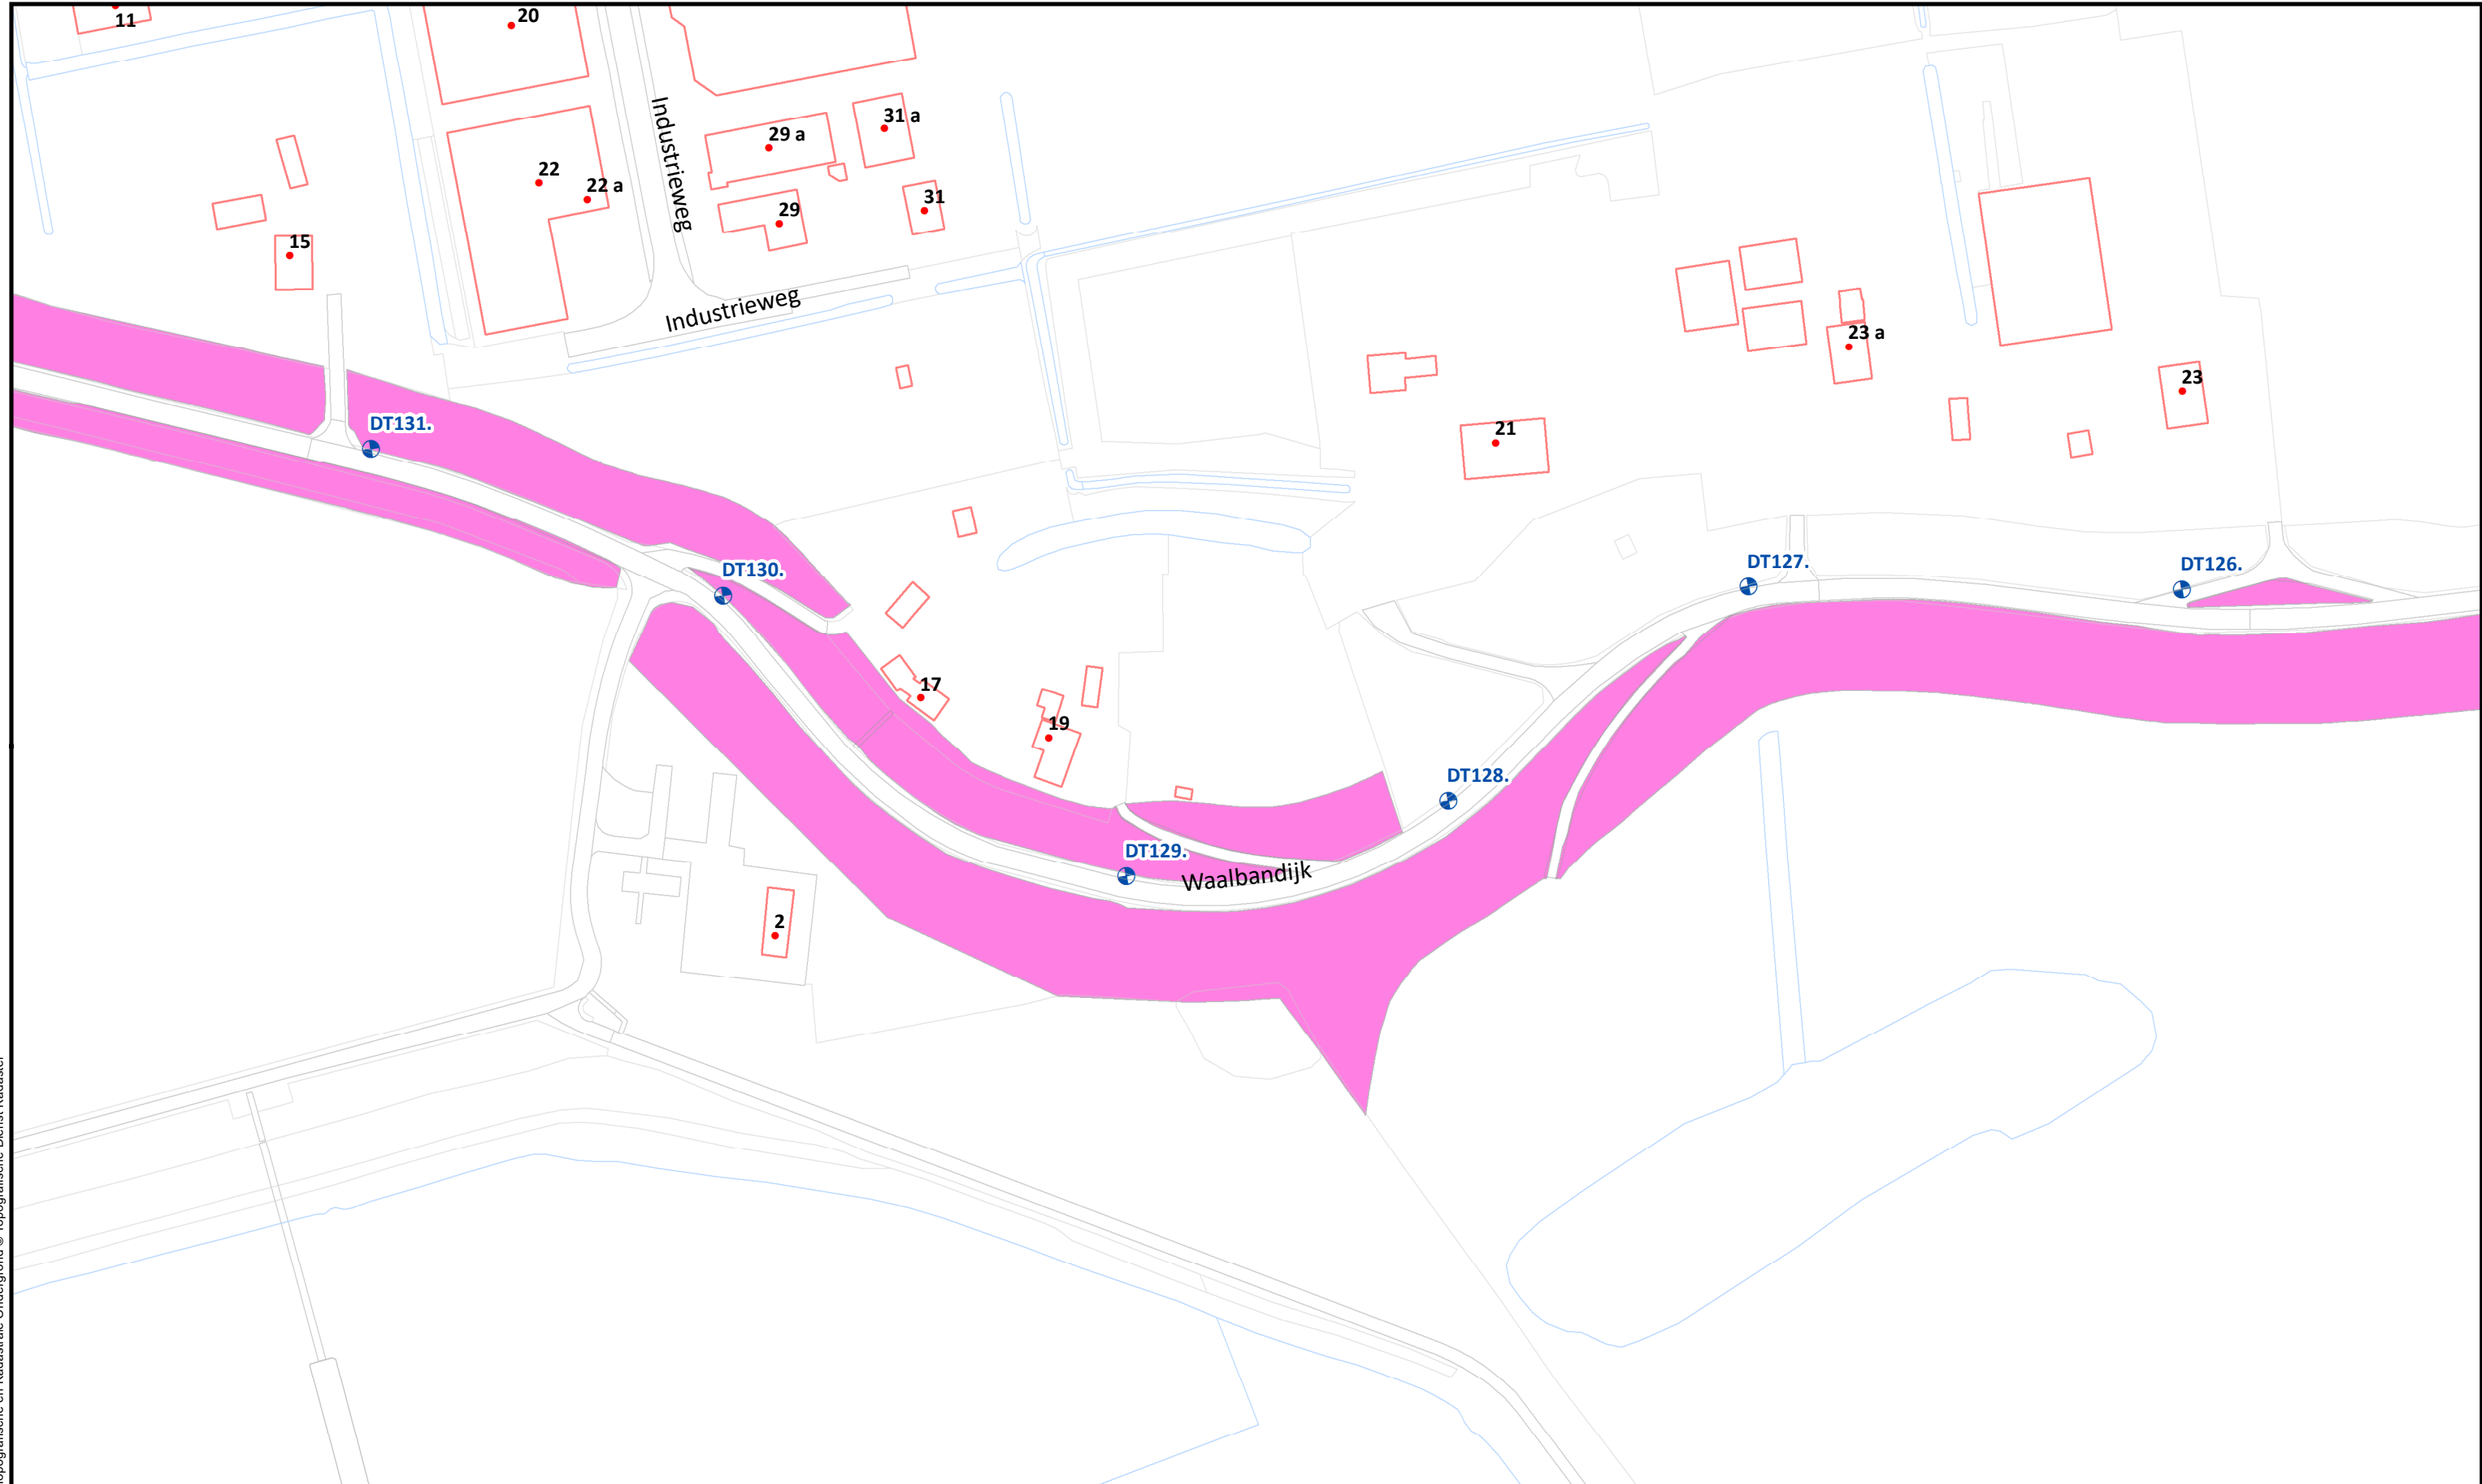 11
20
Industrieweg
29 a
31 a
22
22 a
31
29
15
Industrieweg
23 a
23
DT131.
21
DT130.
DT127.
DT126.
17
19
DT128.
DT129.
Waalbandijk
2